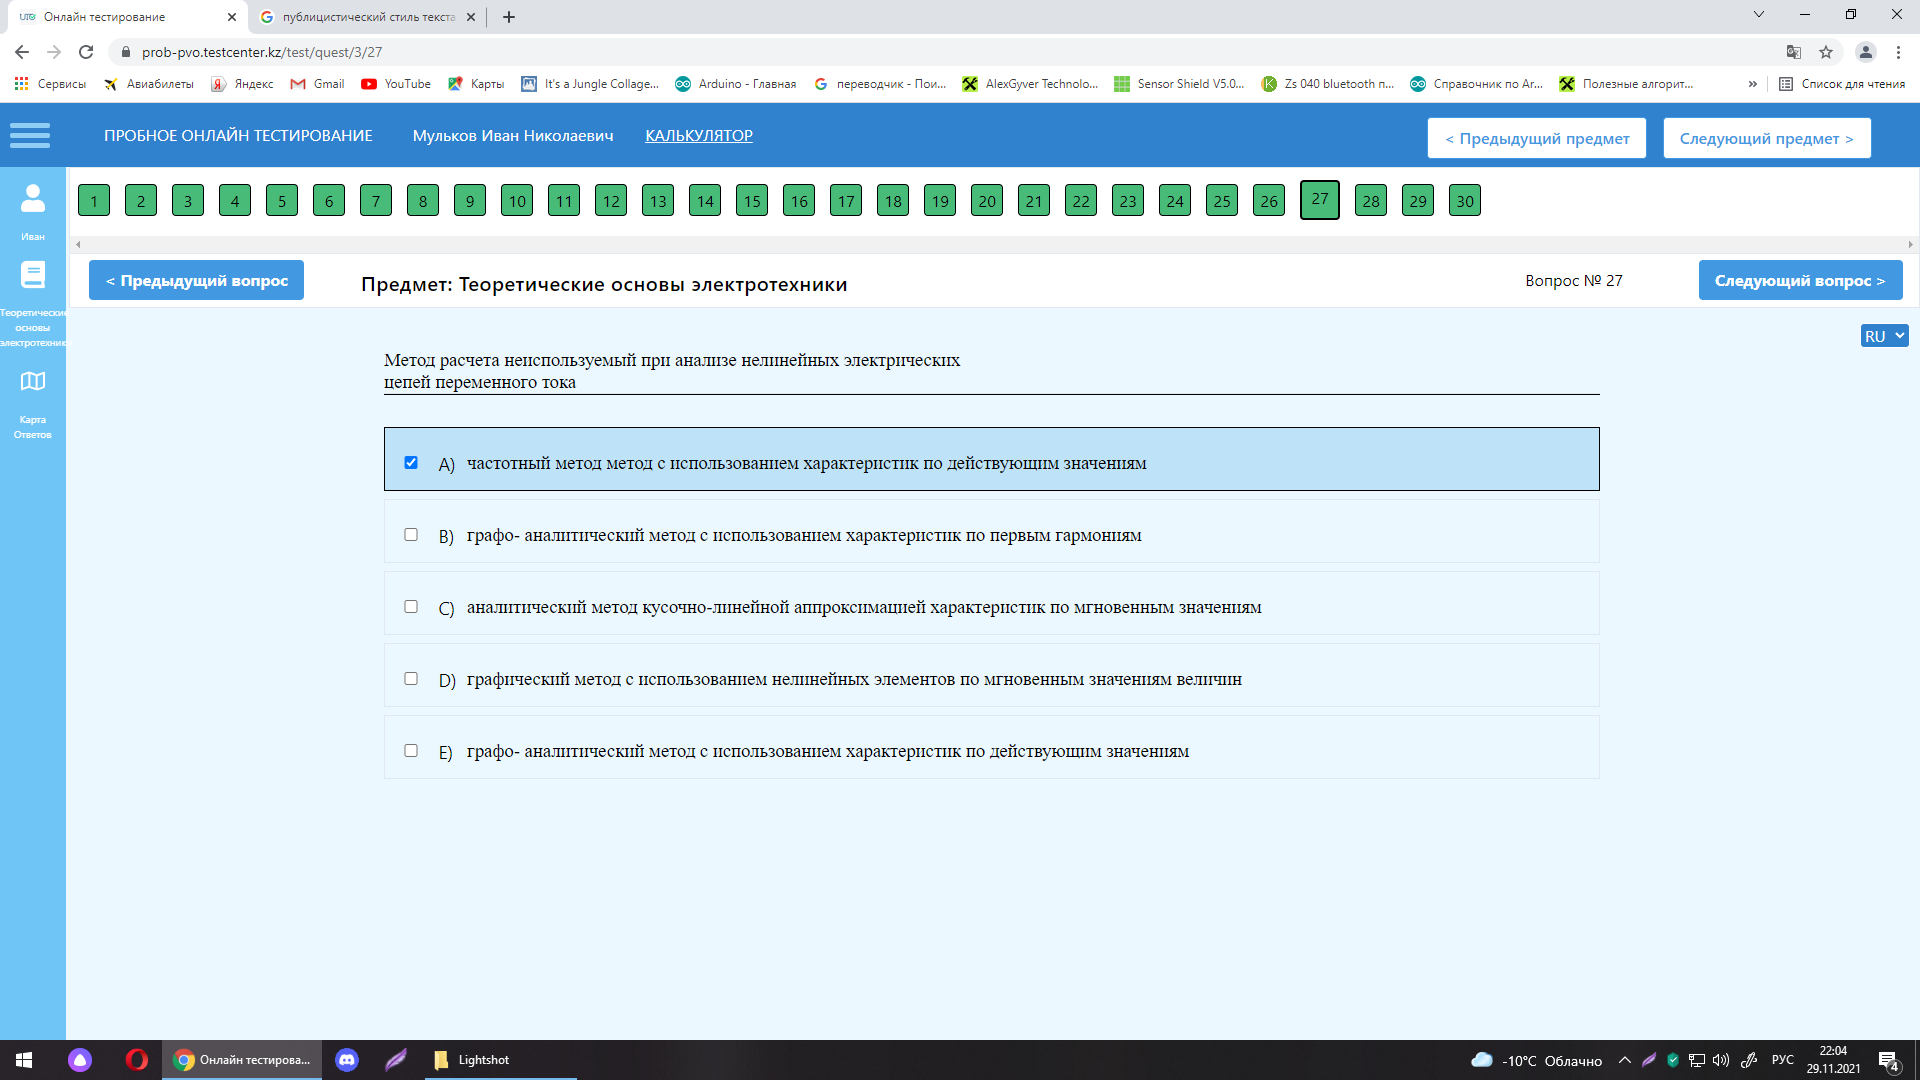 Онлайн тестирование
публицистический стиль текста
prob-pvo.testcenter.kz/test/quest/3/27
Сервисы Авиабилеты Яндекс Gmail YouTube Карты It's a Jungle Collage... Arduino - Главная переводчик - Пои... AlexGyver Technolo... Sensor Shield V5.0... Zs 040 bluetooth п... Справочник по Ar... Полезные алгорит... » Список для чтения
ПРОБНОЕ ОНЛАЙН ТЕСТИРОВАНИЕ Мульков Иван Николаевич КАЛЬКУЛЯТОР < Предыдущий предмет Следующий предмет >
1 2 3 4 5 6 7 8 9 10 11 12 13 14 15 16 17 18 19 20 21 22 23 24 25 26 27 28 29 30
Иван
< Предыдущий вопрос Предмет: Теоретические основы электротехники Вопрос № 27 Следующий вопрос >
основы
RU
Карта
Ответов
Метод расчета неиспользуемый при анализе нелинейных электрических
цепей переменного тока
A) частотный метод метод с использованием характеристик по действующим значениям
B) графо- аналитический метод с использованием характеристик по первым гармониям
C) аналитический метод кусочно-линейной аппроксимацией характеристик по мгновенным значениям
D) графический метод с использованием нелинейных элементов по мгновенным значениям величин
E) графо- аналитический метод с использованием характеристик по действующим значениям
Онлайн тестирова... Lightshot -10°C Облачно РУС 22:04
29.11.2021
4